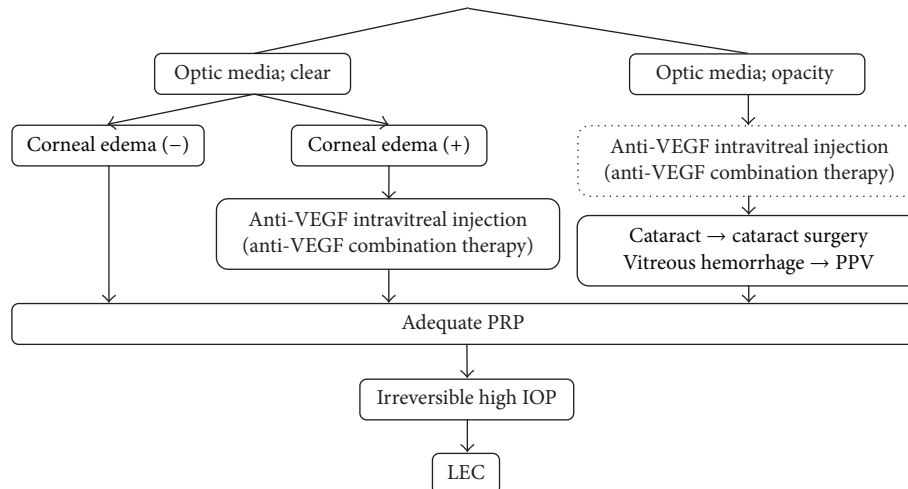 Optic media; clear
Optic media; opacity
Corneal edema (−)
Corneal edema (+)
Anti-VEGF intravitreal injection
(anti-VEGF combination therapy)
Anti-VEGF intravitreal injection
(anti-VEGF combination therapy)
Cataract → cataract surgery
Vitreous hemorrhage → PPV
Adequate PRP
Irreversible high IOP
LEC